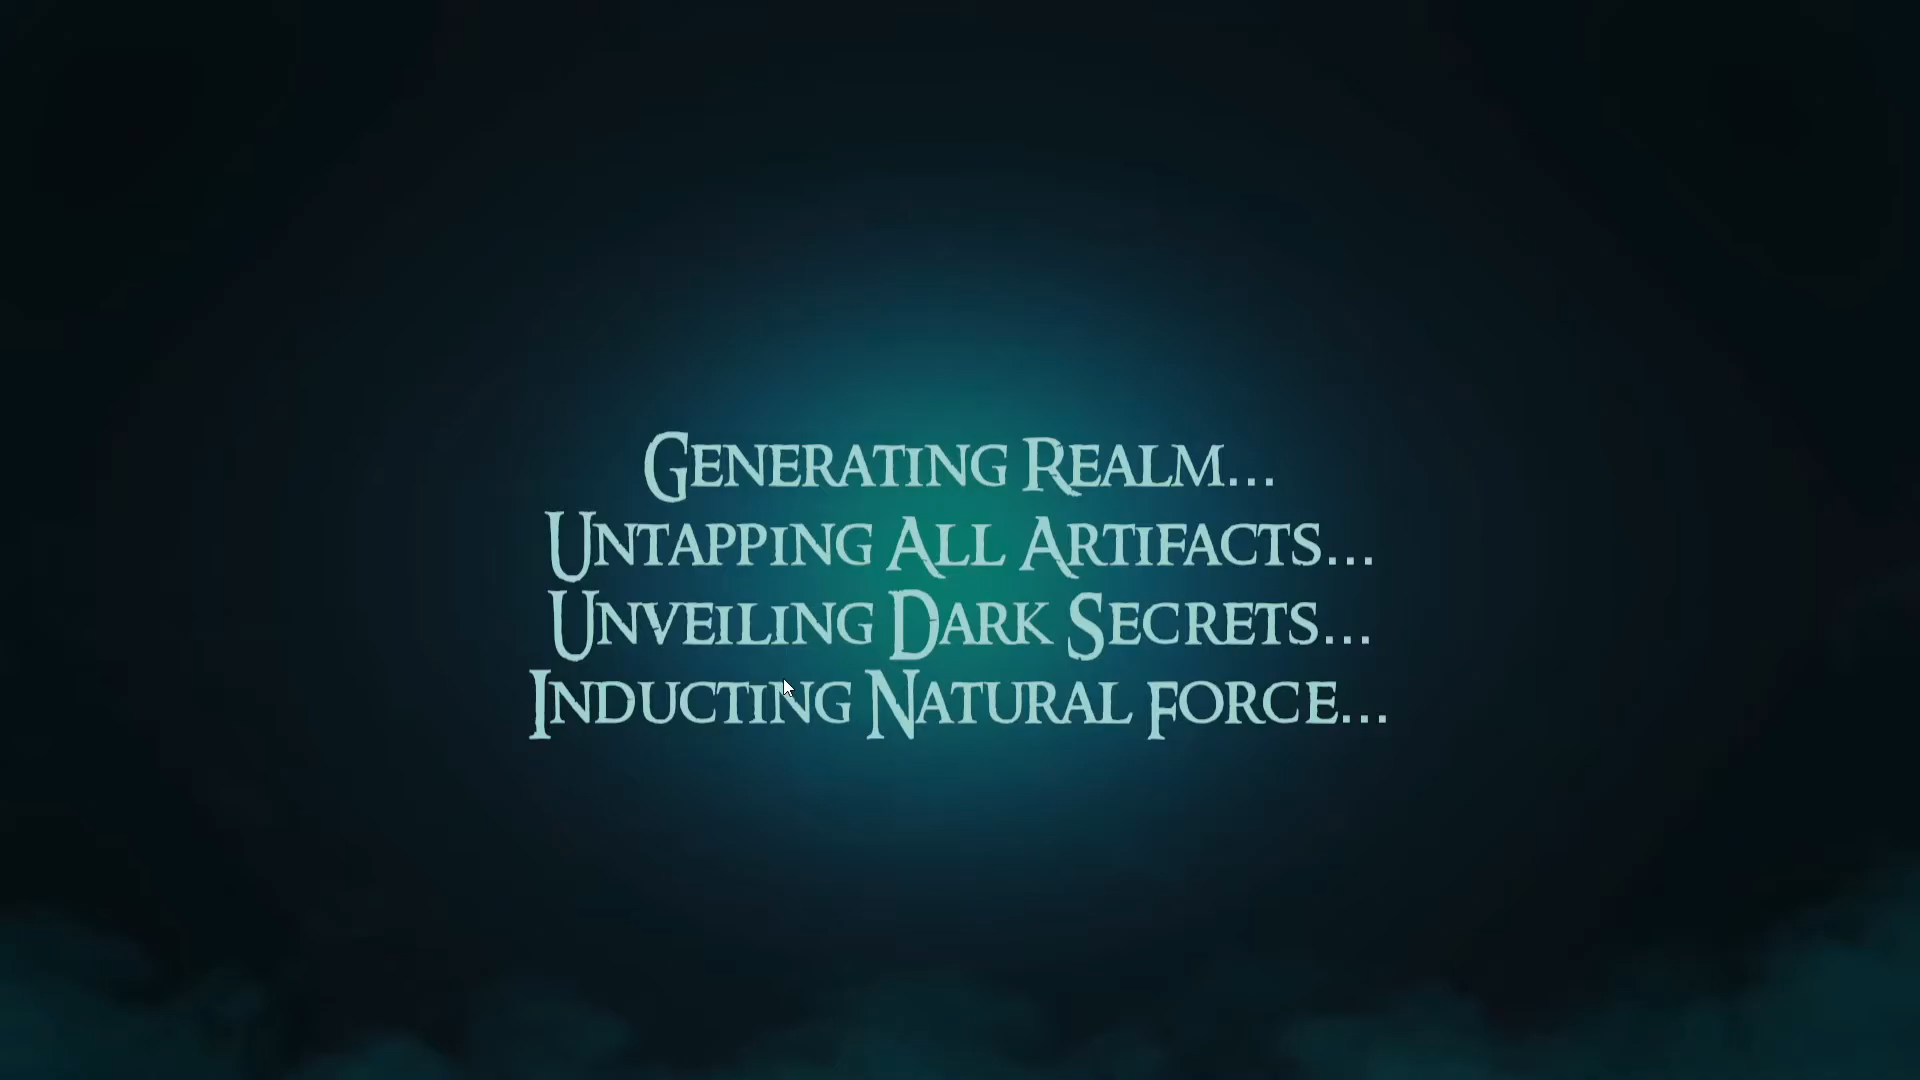 Generating Realm...
Untapping All Artifacts...
Unveiling Dark Secrets...
Inducting Natural Force...